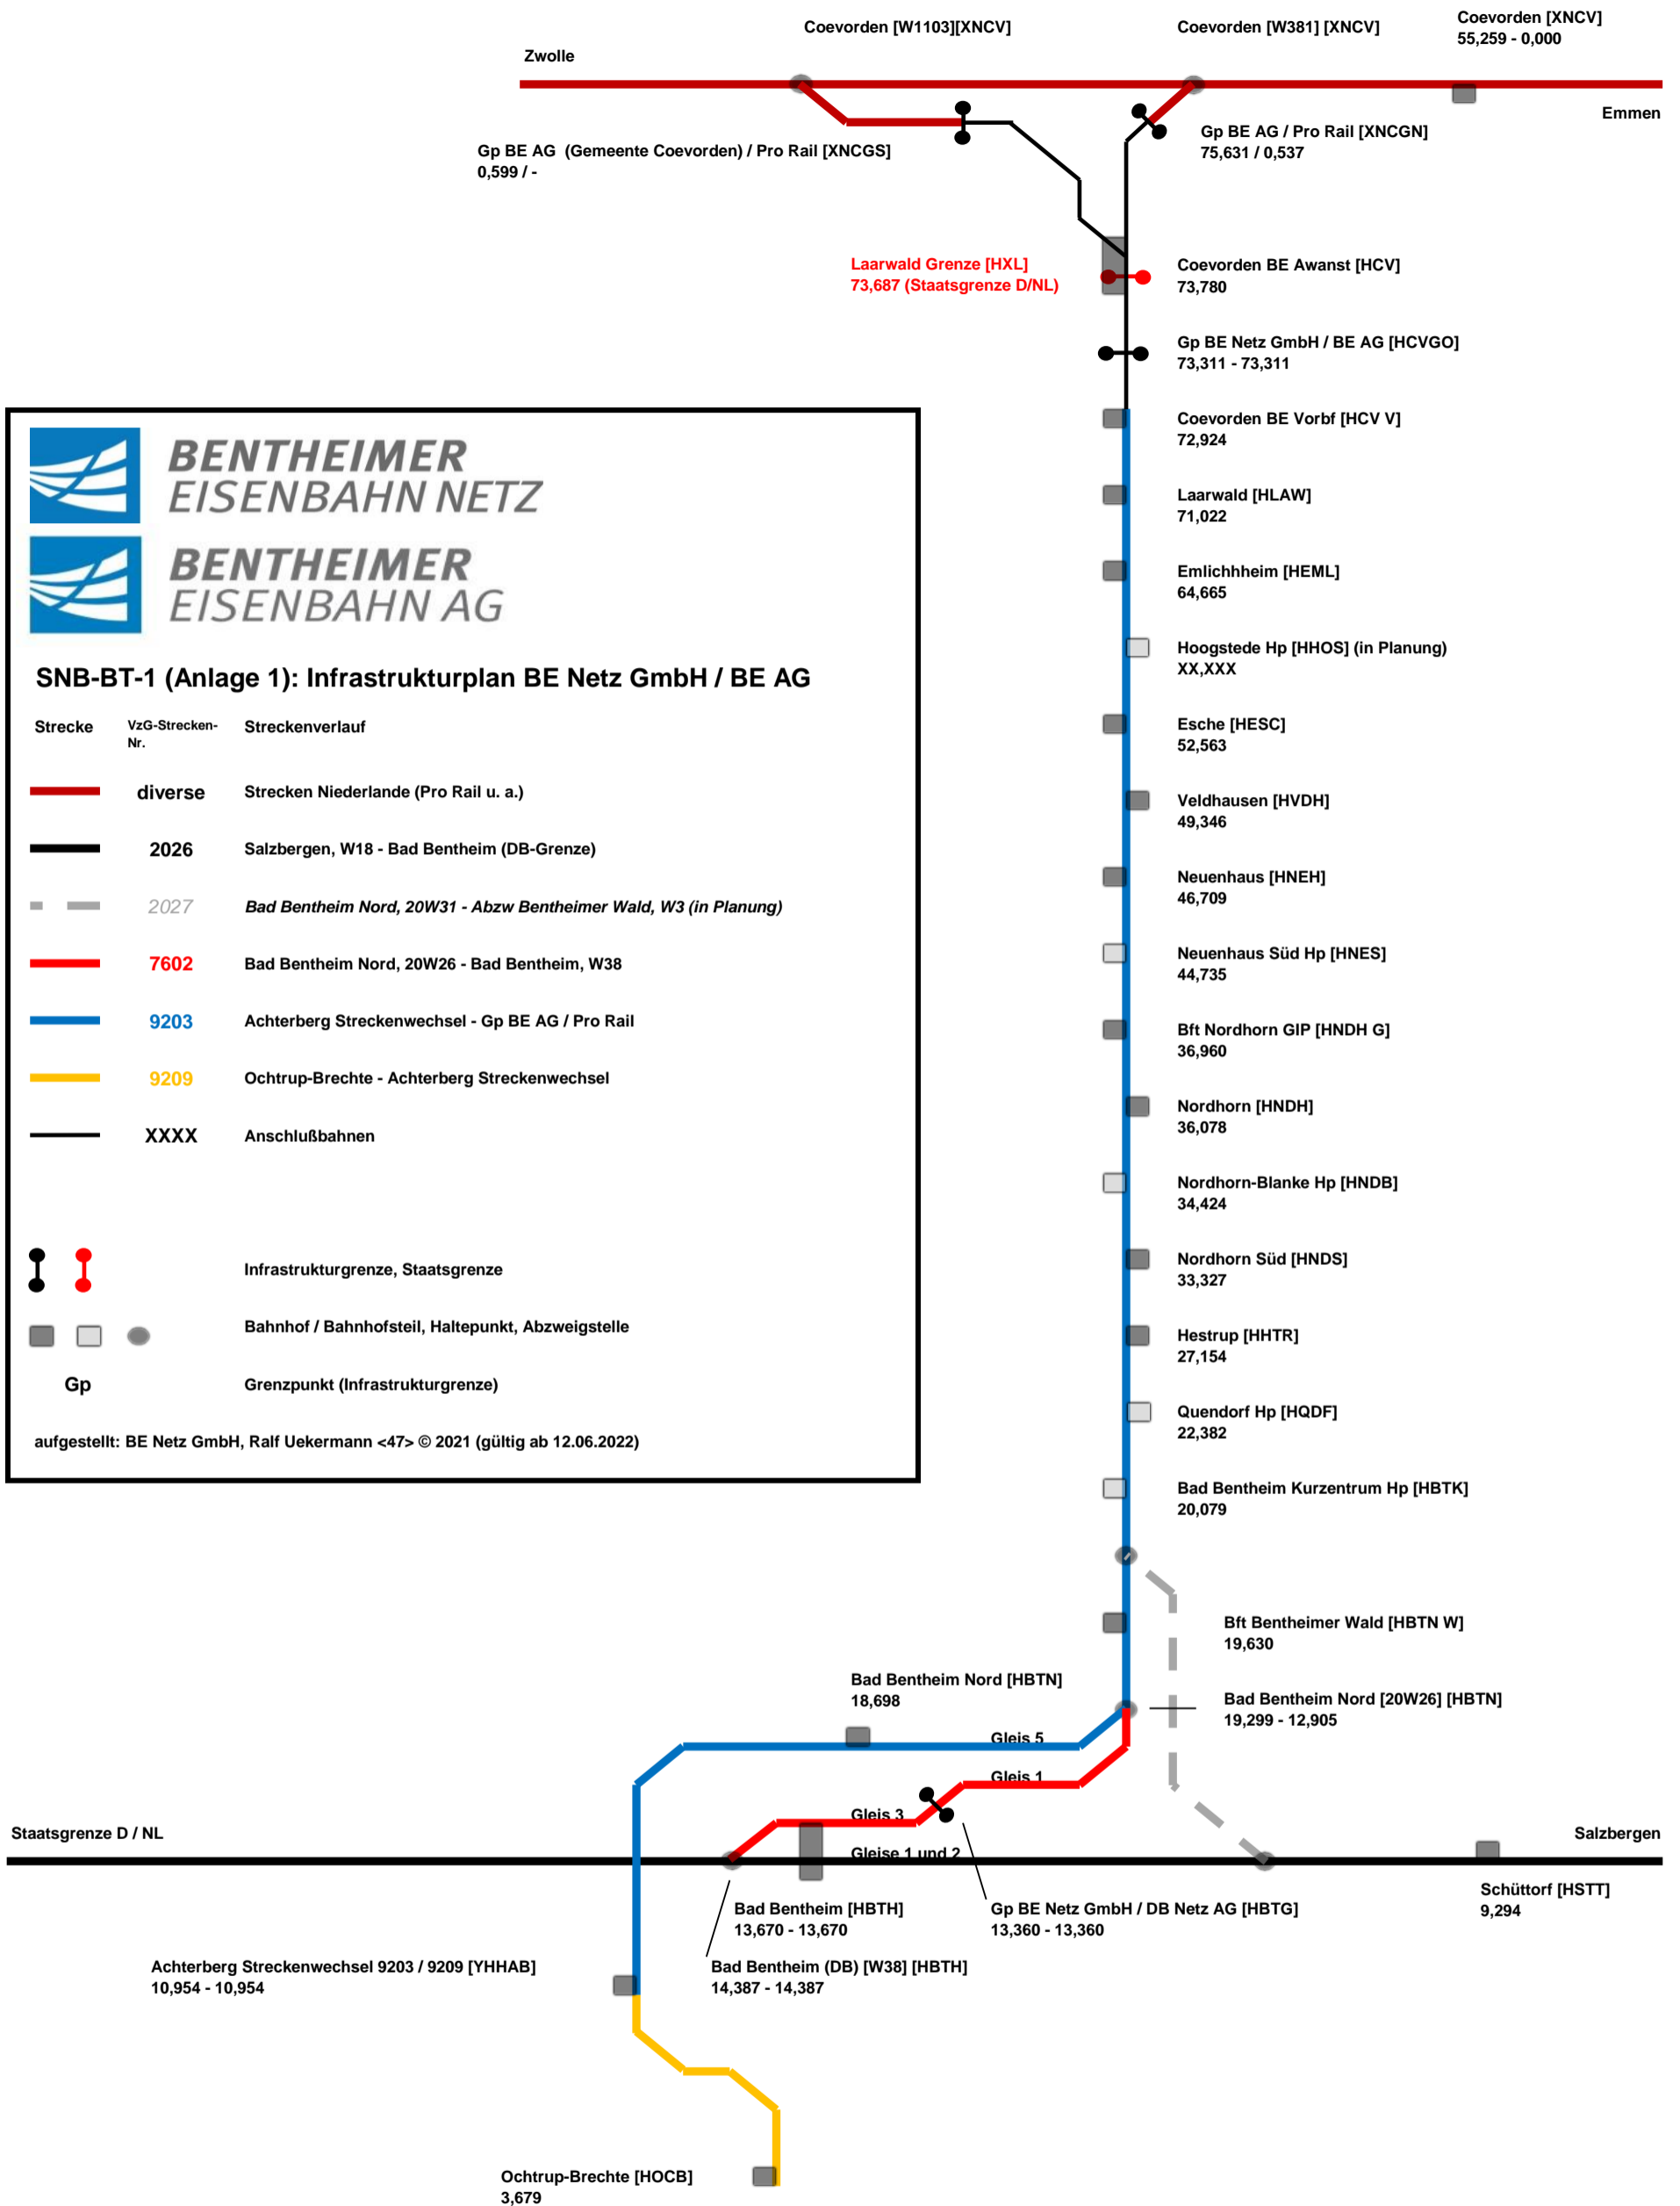 Coevorden [W1103][XNCV]
Coevorden [W381] [XNCV]
Coevorden [XNCV]
55,259 - 0,000
Zwolle
Emmen
Gp BE AG (Gemeente Coevorden) / Pro Rail [XNCGS]
0,599 / -
Gp BE AG / Pro Rail [XNCGN]
75,631 / 0,537
Laarwald Grenze [HXL]
73,687 (Staatsgrenze D/NL)
Coevorden BE Awanst [HCV]
73,780
Gp BE Netz GmbH / BE AG [HCVGO]
73,311 - 73,311
Coevorden BE Vorbf [HCV V]
72,924
Laarwald [HLAW]
71,022
Emlichhheim [HEML]
64,665
Hoogstede Hp [HHOS] (in Planung)
XX,XXX
Esche [HESC]
52,563
Veldhausen [HVDH]
49,346
Neuenhaus [HNEH]
46,709
Neuenhaus Süd Hp [HNES]
44,735
Bft Nordhorn GIP [HNDH G]
36,960
Nordhorn [HNDH]
36,078
Nordhorn-Blanke Hp [HNDB]
34,424
Nordhorn Süd [HNDS]
33,327
Hestrup [HHTR]
27,154
Quendorf Hp [HQDF]
22,382
Bad Bentheim Kurzentrum Hp [HBTK]
20,079
BENTHEIMER
EISENBAHN NETZ
BENTHEIMER
EISENBAHN AG
SNB-BT-1 (Anlage 1): Infrastrukturplan BE Netz GmbH / BE AG
Strecke VzG-Strecken- Streckenverlauf
Nr.
diverse Strecken Niederlande (Pro Rail u. a.)
2026 Salzbergen, W18 - Bad Bentheim (DB-Grenze)
2027 Bad Bentheim Nord, 20W31 - Abzw Bentheimer Wald, W3 (in Planung)
7602 Bad Bentheim Nord, 20W26 - Bad Bentheim, W38
9203 Achterberg Streckenwechsel - Gp BE AG / Pro Rail
9209 Ochtrup-Brechte - Achterberg Streckenwechsel
XXXX Anschlußbahnen
Infrastrukturgrenze, Staatsgrenze
Bahnhof / Bahnhofsteil, Haltepunkt, Abzweigstelle
Gp Grenzpunkt (Infrastrukturgrenze)
aufgestellt: BE Netz GmbH, Ralf Uekermann <47> © 2021 (gültig ab 12.06.2022)
Bft Bentheimer Wald [HBTN W]
19,630
Bad Bentheim Nord [HBTN]
18,698
Bad Bentheim Nord [20W26] [HBTN]
19,299 - 12,905
Gleis 5
Gleis 1
Gleis 3
Gleise 1 und 2
Staatsgrenze D / NL
Salzbergen
Schüttorf [HSTT]
9,294
Bad Bentheim [HBTH]
13,670 - 13,670
Gp BE Netz GmbH / DB Netz AG [HBTG]
13,360 - 13,360
Achterberg Streckenwechsel 9203 / 9209 [YHHAB]
10,954 - 10,954
Bad Bentheim (DB) [W38] [HBTH]
14,387 - 14,387
Ochtrup-Brechte [HOCB]
3,679